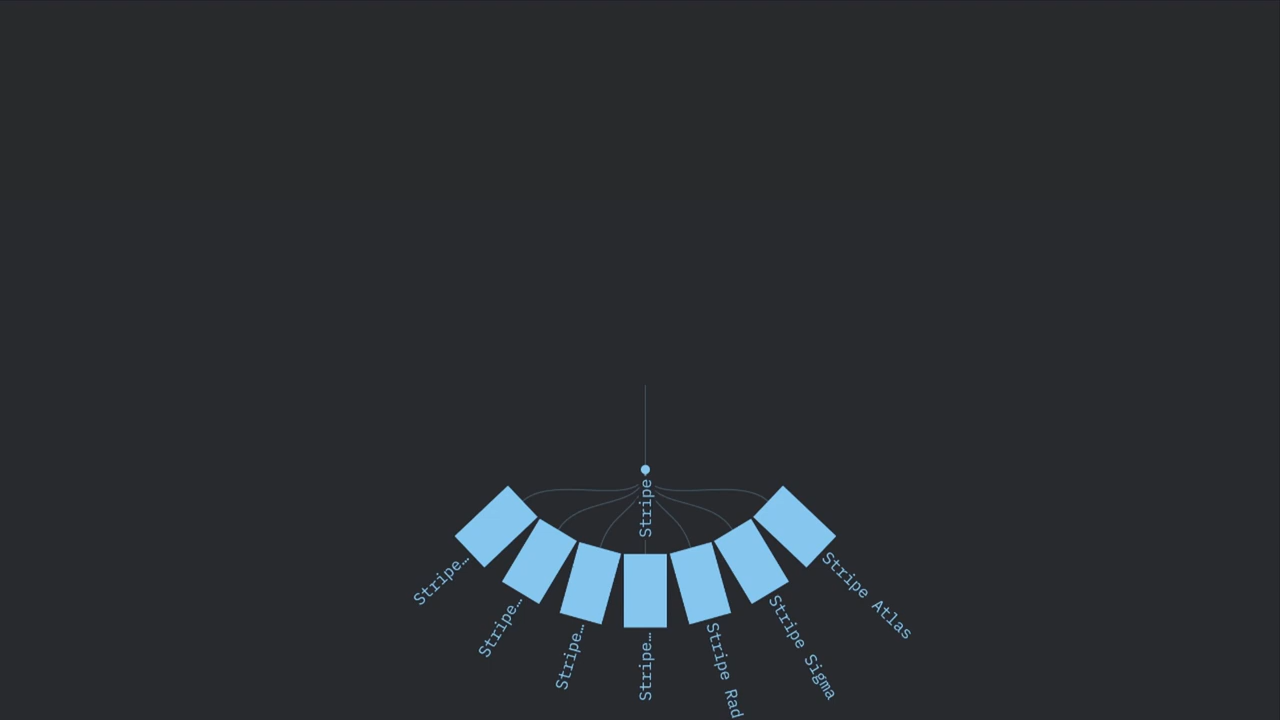 Stripe
Stripe…
Stripe…
Stripe…
Stripe…
Stripe Rad
Stripe Sigma
Stripe Atlas